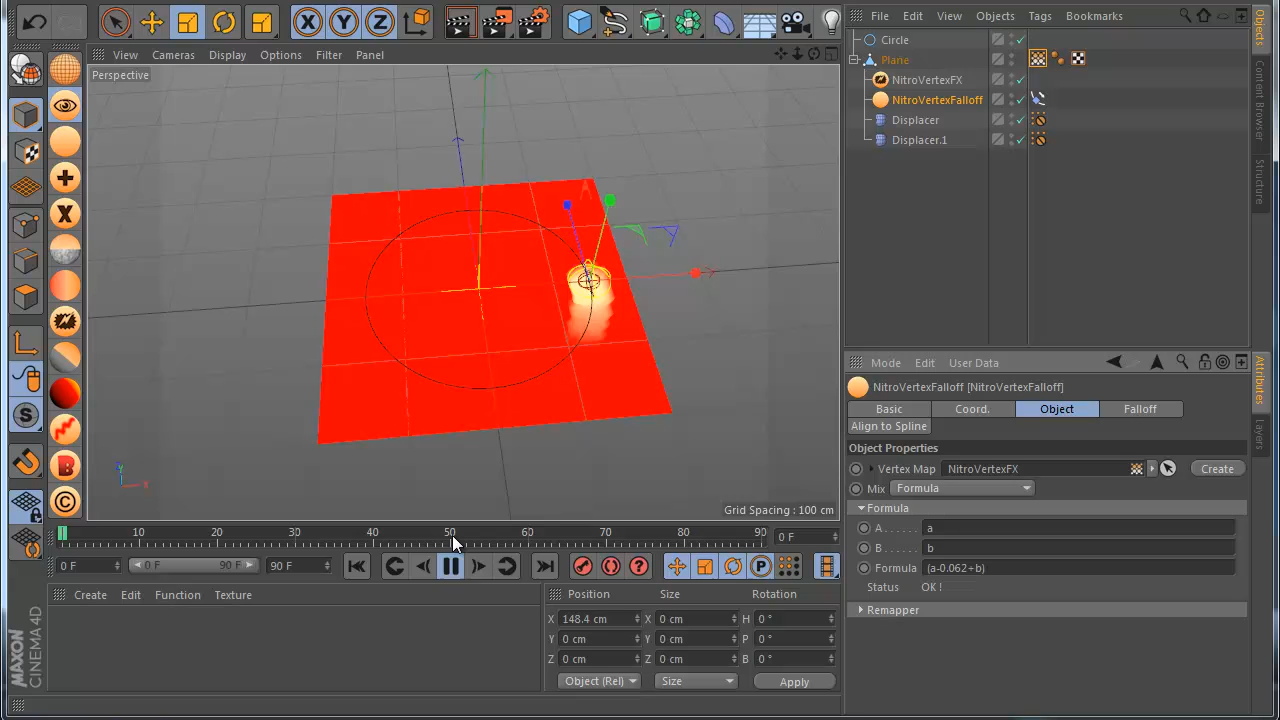 X Y Z
File Edit View Objects Tags Bookmarks
View Cameras Display Options Filter Panel
Perspective
Circle
Plane
NitroVertexFX
NitroVertexFalloff
Displacer
Displacer.1
Objects
Content Browser
Structure
Y
X
Grid Spacing : 100 cm
Mode Edit User Data
NitroVertexFalloff [NitroVertexFalloff]
Basic Coord. Object Falloff
Align to Spline
Object Properties
Vertex Map NitroVertexFX Create
Mix Formula
Formula
A . . . . . . a
B . . . . . . b
Formula (a-0.062+b)
Status OK !
Remapper
Attributes
Layers
10 20 30 40 50 60 70 80 90 0 F
0 F 0 F 90 F 90 F P
Create Edit Function Texture
Position Size Rotation
X 148.4 cm X 0 cm H 0 °
Y 0 cm Y 0 cm P 0 °
Z 0 cm Z 0 cm B 0 °
Object (Rel) Size Apply
MAXON
CINEMA 4D